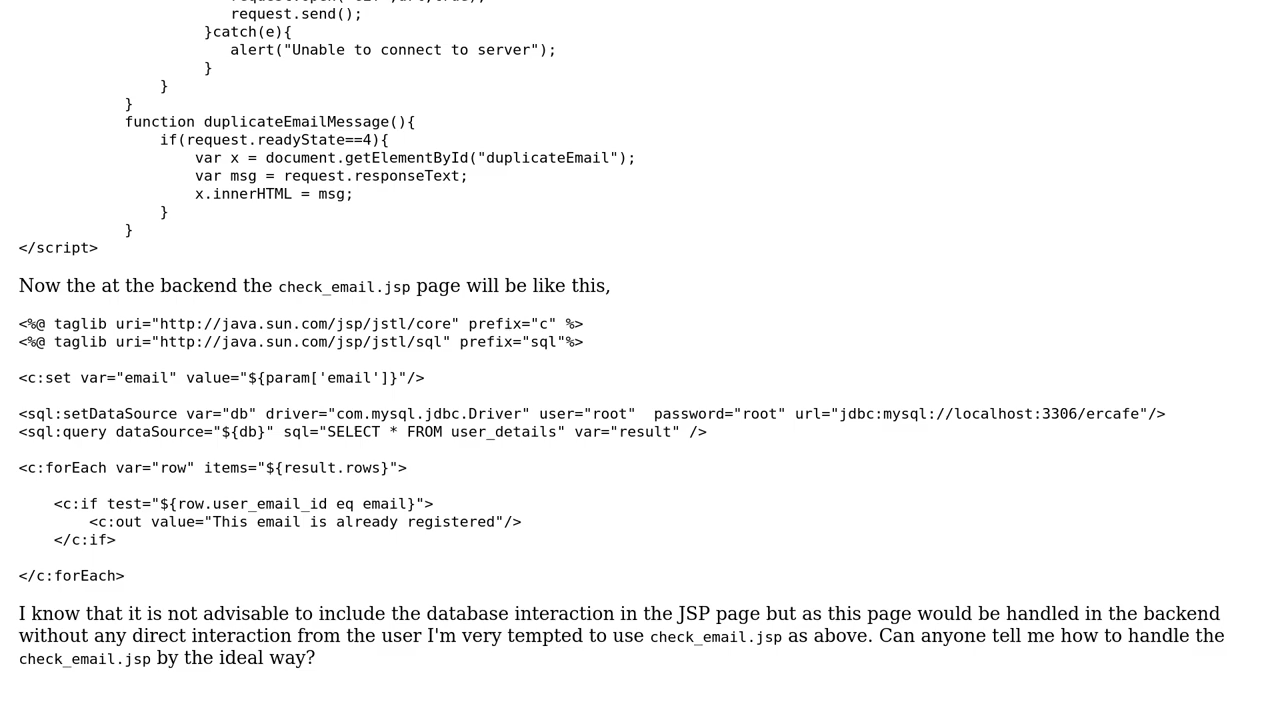 request.send();
}catch(e){
alert("Unable to connect to server");
}
}
}
function duplicateEmailMessage(){
if(request.readyState==4){
var x = document.getElementById("duplicateEmail");
var msg = request.responseText;
x.innerHTML = msg;
}
}
</script>
Now the at the backend the check_email.jsp page will be like this,
<%@ taglib uri="http://java.sun.com/jsp/jstl/core" prefix="c" %>
<%@ taglib uri="http://java.sun.com/jsp/jstl/sql" prefix="sql"%>
<c:set var="email" value="${param['email']}"/>
<sql:setDataSource var="db" driver="com.mysql.jdbc.Driver" user="root"  password="root" url="jdbc:mysql://localhost:3306/ercafe"/>
<sql:query dataSource="${db}" sql="SELECT * FROM user_details" var="result" />
<c:forEach var="row" items="${result.rows}">
<c:if test="${row.user_email_id eq email}">
<c:out value="This email is already registered"/>
</c:if>
</c:forEach>
I know that it is not advisable to include the database interaction in the JSP page but as this page would be handled in the backend
without any direct interaction from the user I'm very tempted to use check_email.jsp as above. Can anyone tell me how to handle the
check_email.jsp by the ideal way?